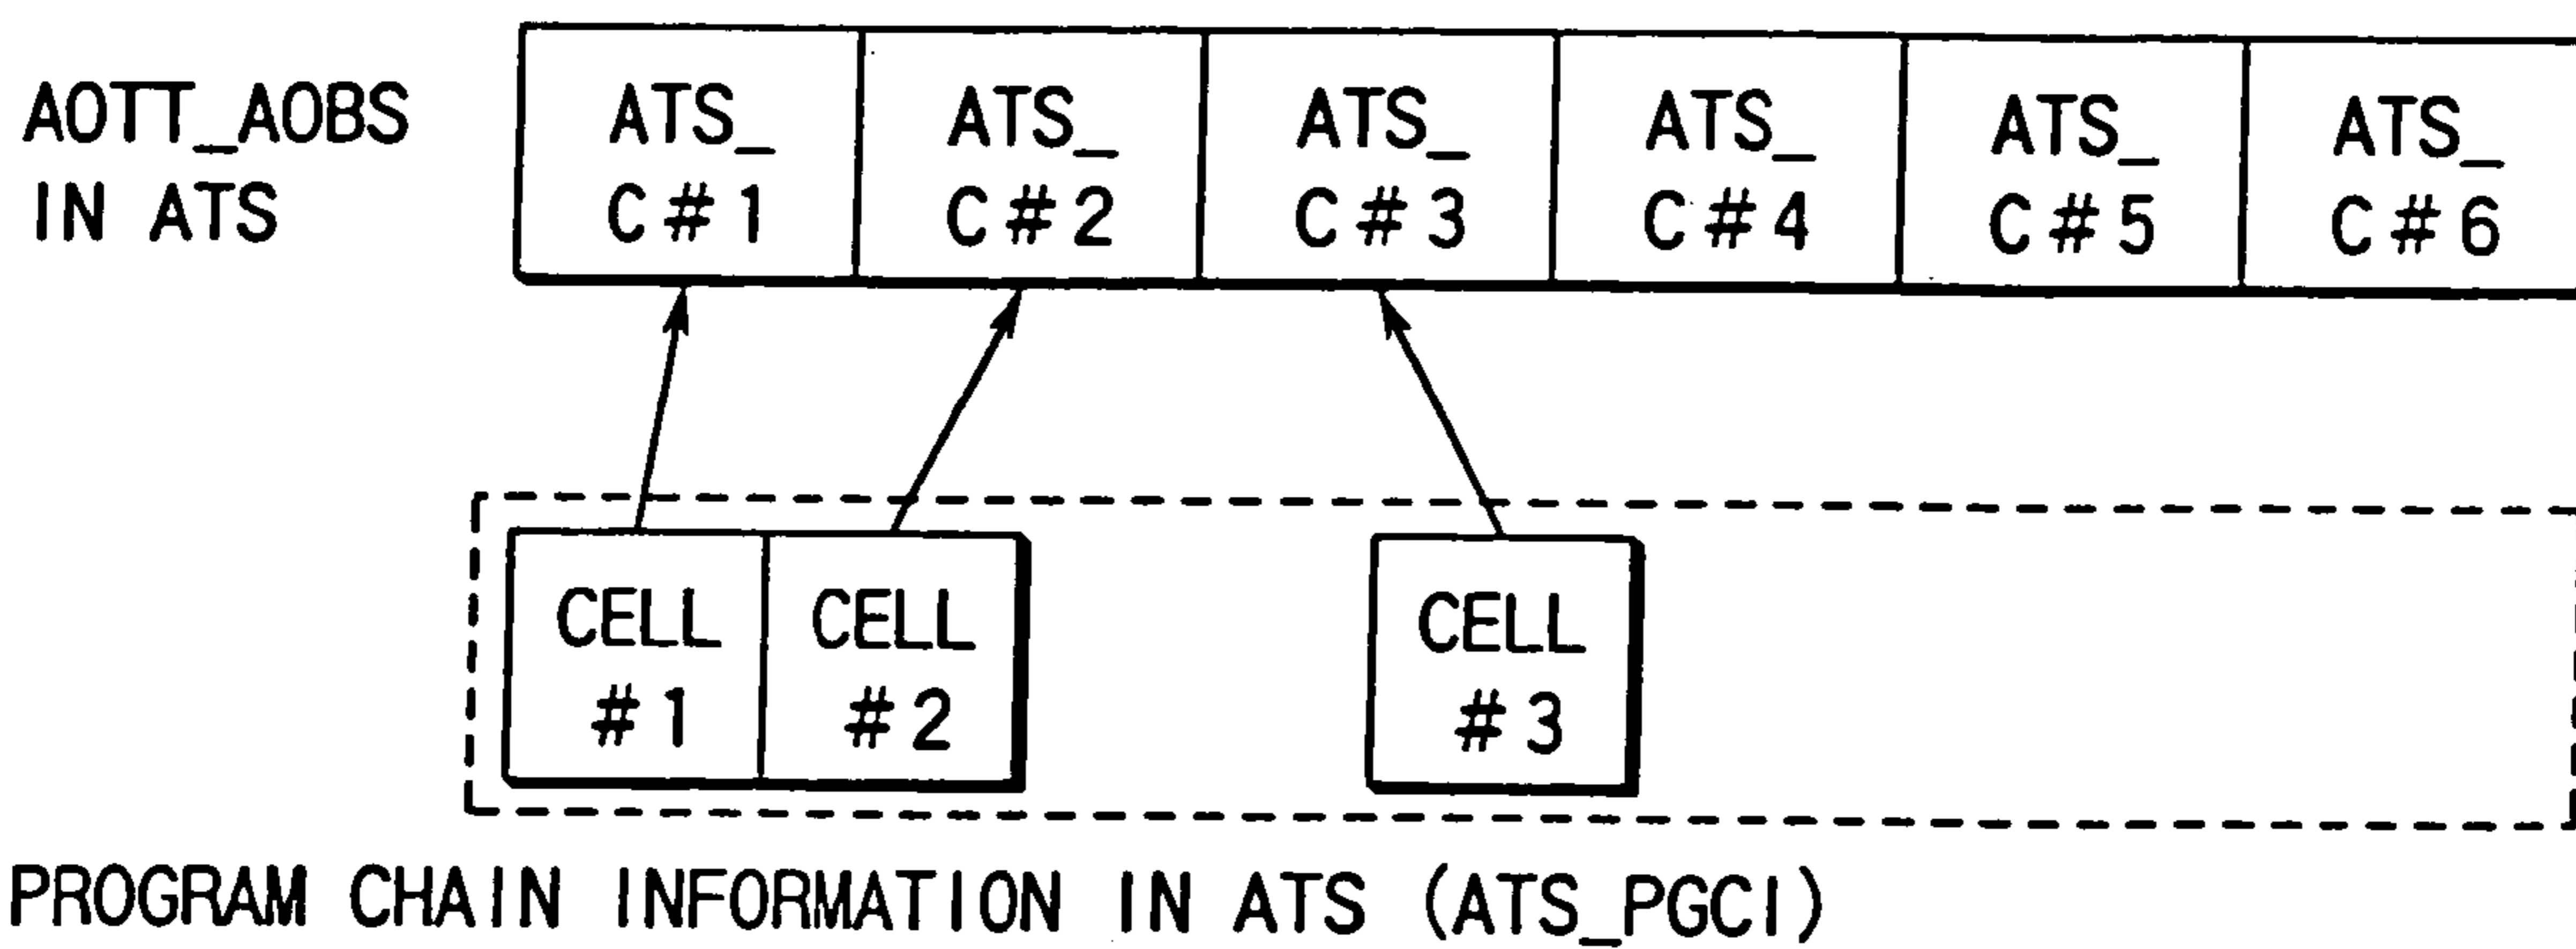 AOTT_AOBS
IN ATS
ATS_
C#1
ATS_
C#2
ATS_
C#3
ATS_
C#4
ATS_
C#5
ATS_
C#6
CELL
#1
CELL
#2
CELL
#3
PROGRAM CHAIN INFORMATION IN ATS (ATS_PGCI)